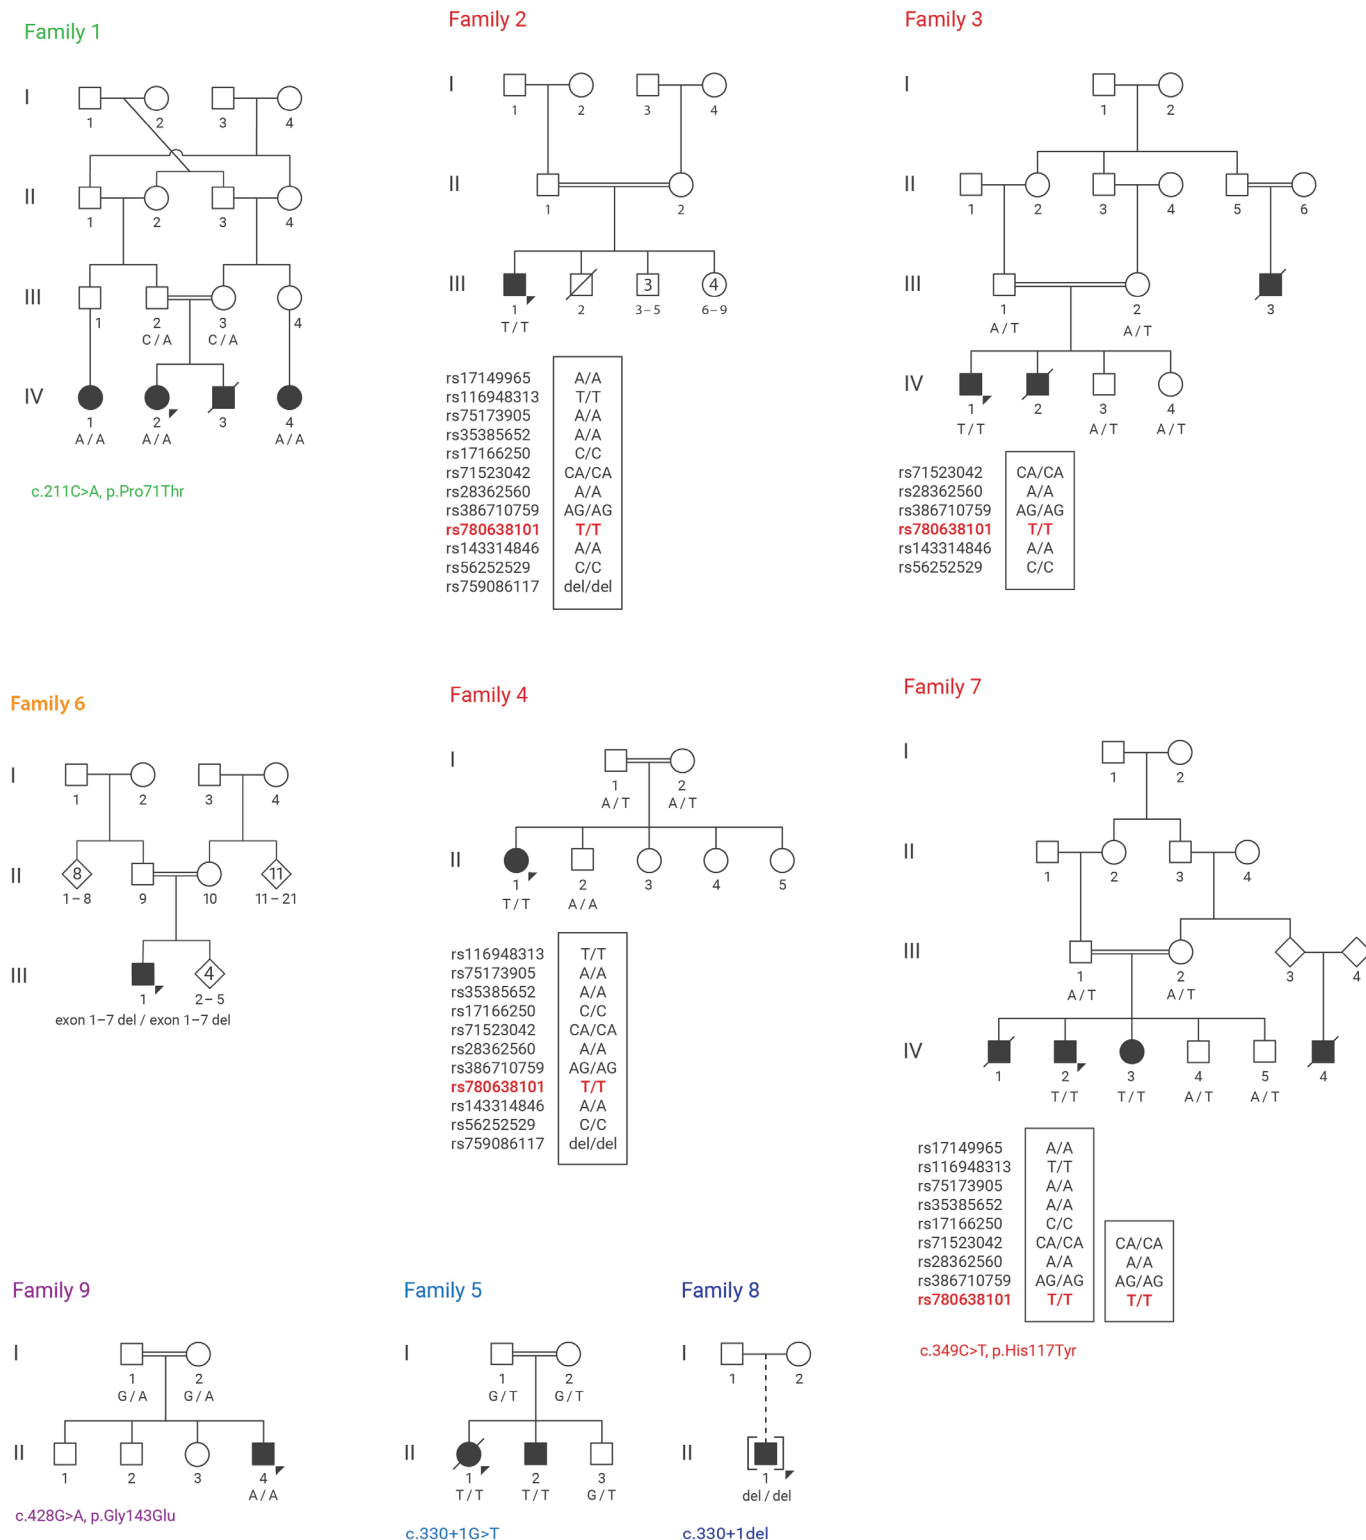 Family 1
I
1 2 3 4
II
1 2 3 4
III
1 2 3 4
C / A C / A
IV
1 2 3 4
A / A A / A A / A
c.211C>A, p.Pro71Thr
Family 2
I
1 2 3 4
II
1 2
3 4
III
1 2 3–5 6–9
T / T
rs17149965 A/A
rs116948313 T/T
rs75173905 A/A
rs35385652 A/A
rs17166250 C/C
rs71523042 CA/CA
rs28362560 A/A
rs386710759 AG/AG
rs780638101 T/T
rs143314846 A/A
rs56252529 C/C
rs759086117 del/del
Family 3
I
1 2
II
1 2 3 4 5 6
III
1 2 3
A / T A / T
IV
1 2 3 4
T / T A / T A / T
rs71523042 CA/CA
rs28362560 A/A
rs386710759 AG/AG
rs780638101 T/T
rs143314846 A/A
rs56252529 C/C
Family 6
I
1 2 3 4
II
8 11
1–8 9 10 11–21
III
4
1 2–5
exon 1–7 del / exon 1–7 del
Family 4
I
1 2
A / T A / T
II
1 2 3 4 5
T / T A / A
rs116948313 T/T
rs75173905 A/A
rs35385652 A/A
rs17166250 C/C
rs71523042 CA/CA
rs28362560 A/A
rs386710759 AG/AG
rs780638101 T/T
rs143314846 A/A
rs56252529 C/C
rs759086117 del/del
Family 7
I
1 2
II
1 2 3 4
III
1 2 3 4
A / T A / T
IV
1 2 3 4 5 4
T / T T / T A / T A / T
rs17149965 A/A
rs116948313 T/T
rs75173905 A/A
rs35385652 A/A
rs17166250 C/C
rs71523042 CA/CA CA/CA
rs28362560 A/A A/A
rs386710759 AG/AG AG/AG
rs780638101 T/T T/T
c.349C>T, p.His117Tyr
Family 9
I
1 2
G / A G / A
II
1 2 3 4
A / A
c.428G>A, p.Gly143Glu
Family 5
I
1 2
G / T G / T
II
1 2 3
T / T T / T G / T
c.330+1G>T
Family 8
I
1 2
II
1
del / del
c.330+1del